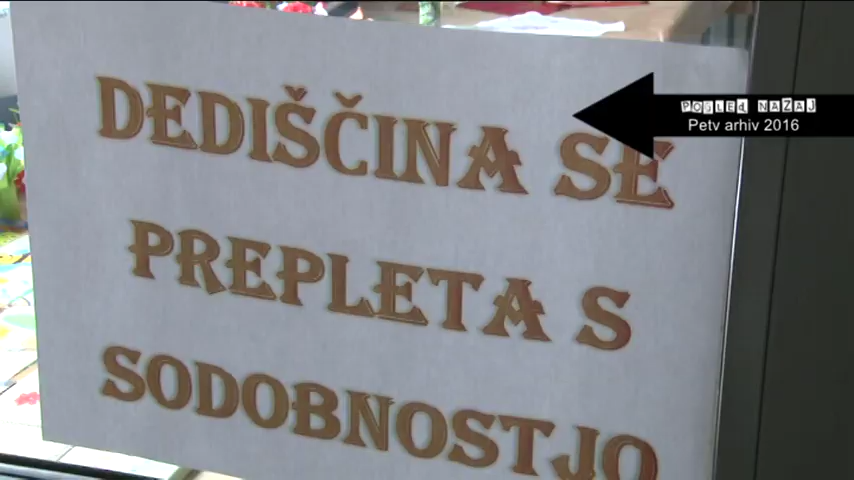 DEDIŠČINA SE
PREPLETA S
SODOBNOSTJO
POGLED NAZAJ
Petv arhiv 2016